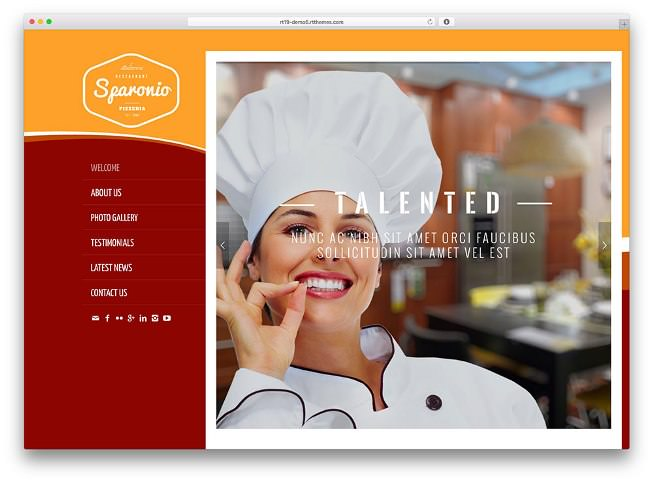 rt19-demo6.rtthemes.com
RESTAURANT
Sparonio
PIZZERIA
WELCOME
ABOUT US
PHOTO GALLERY
TESTIMONIALS
LATEST NEWS
CONTACT US
TALENTED
NUNC AC NIBH SIT AMET ORCI FAUCIBUS
SOLLICITUDIN SIT AMET VEL EST